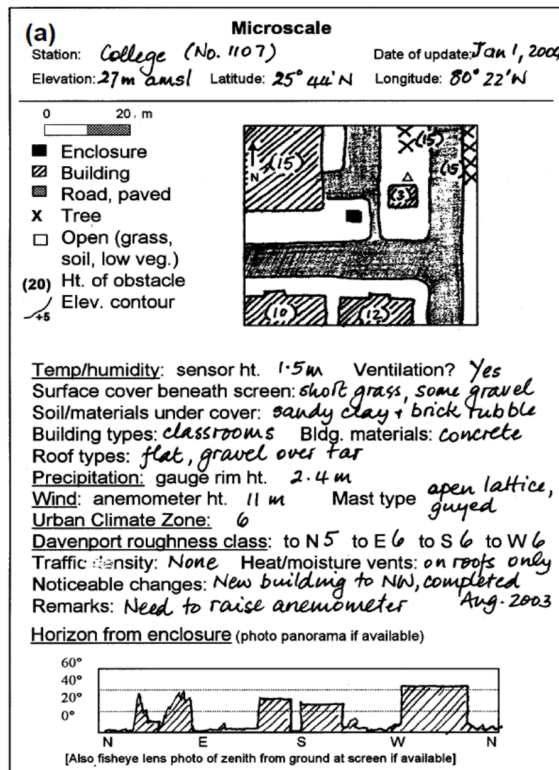 (a) Microscale
Station: College (No. 1107) Date of update: Jan 1, 2004
Elevation: 27m amsl Latitude: 25° 44'N Longitude: 80° 22'W
0 20 m
Enclosure
Building
Road, paved
X Tree
Open (grass,
soil, low veg.)
(20) Ht. of obstacle
Elev. contour
+5
N
(15)
(15)
(15)
(5)
(10)
(12)
Temp/humidity: sensor ht. 1.5m Ventilation? Yes
Surface cover beneath screen: short grass, some gravel
Soil/materials under cover: sandy clay + brick rubble
Building types: classrooms Bldg. materials: concrete
Roof types: flat, gravel over tar
Precipitation: gauge rim ht. 2.4 m
Wind: anemometer ht. 11 m Mast type open lattice,
guyed
Urban Climate Zone: 6
Davenport roughness class: to N 5 to E 6 to S 6 to W 6
Traffic density: None Heat/moisture vents: on roofs only
Noticeable changes: New building to NW, completed
Aug. 2003
Remarks: Need to raise anemometer
Horizon from enclosure (photo panorama if available)
60°
40°
20°
0°
N E S W N
[Also fisheye lens photo of zenith from ground at screen if available]